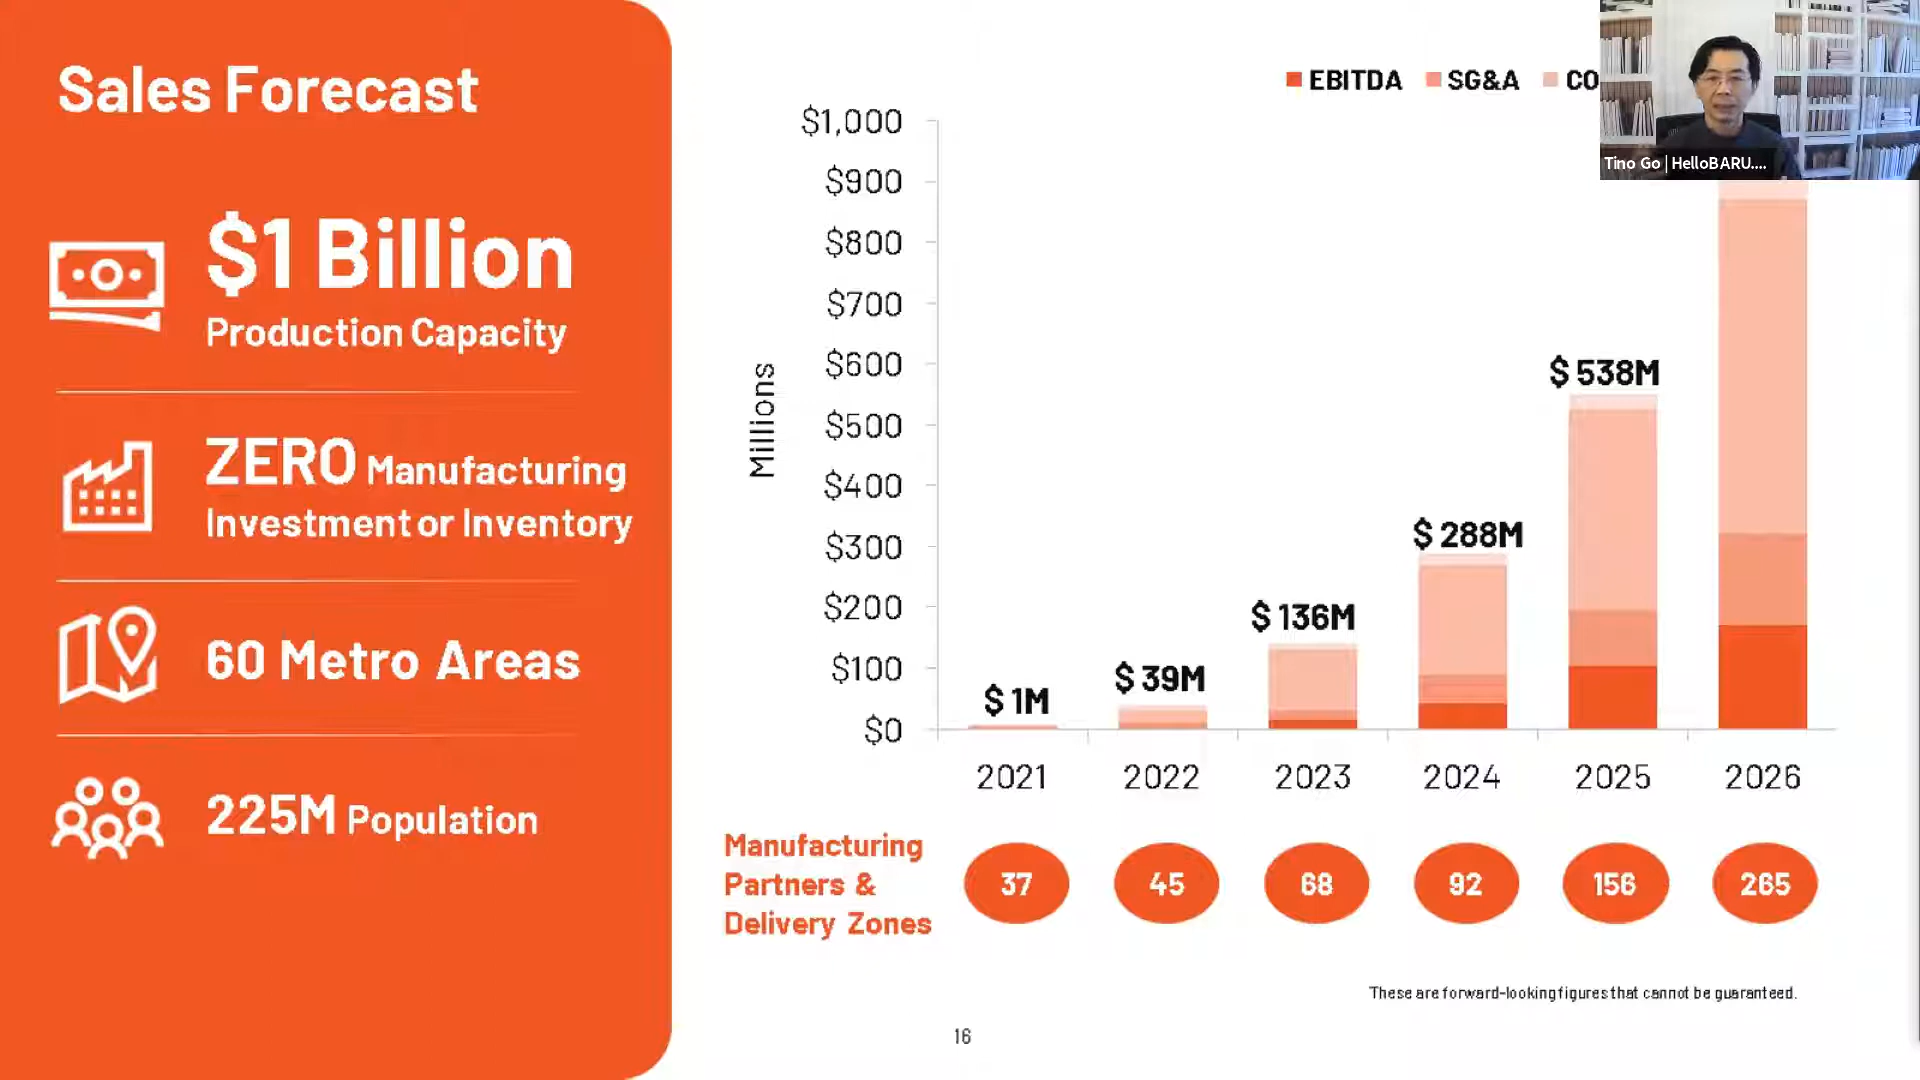 Sales Forecast
$1 Billion
Production Capacity
ZERO Manufacturing
Investment or Inventory
60 Metro Areas
225M Population
EBITDA SG&A CO
Tino Go | HelloBARU....
Millions
$1,000
$900
$800
$700
$600
$500
$400
$300
$200
$100
$0
$ 1M
$ 39M
$ 136M
$ 288M
$ 538M
2021 2022 2023 2024 2025 2026
Manufacturing
Partners &
Delivery Zones
37 45 68 92 156 265
These are forward-looking figures that cannot be guaranteed.
16